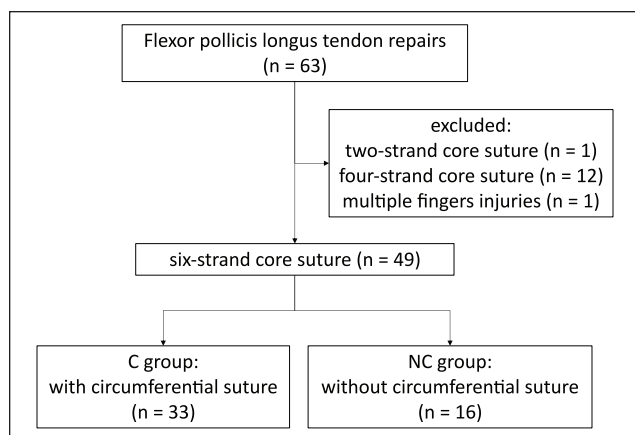 Flexor pollicis longus tendon repairs
(n = 63)
excluded:
two-strand core suture (n = 1)
four-strand core suture (n = 12)
multiple fingers injuries (n = 1)
six-strand core suture (n = 49)
C group:
with circumferential suture
(n = 33)
NC group:
without circumferential suture
(n = 16)